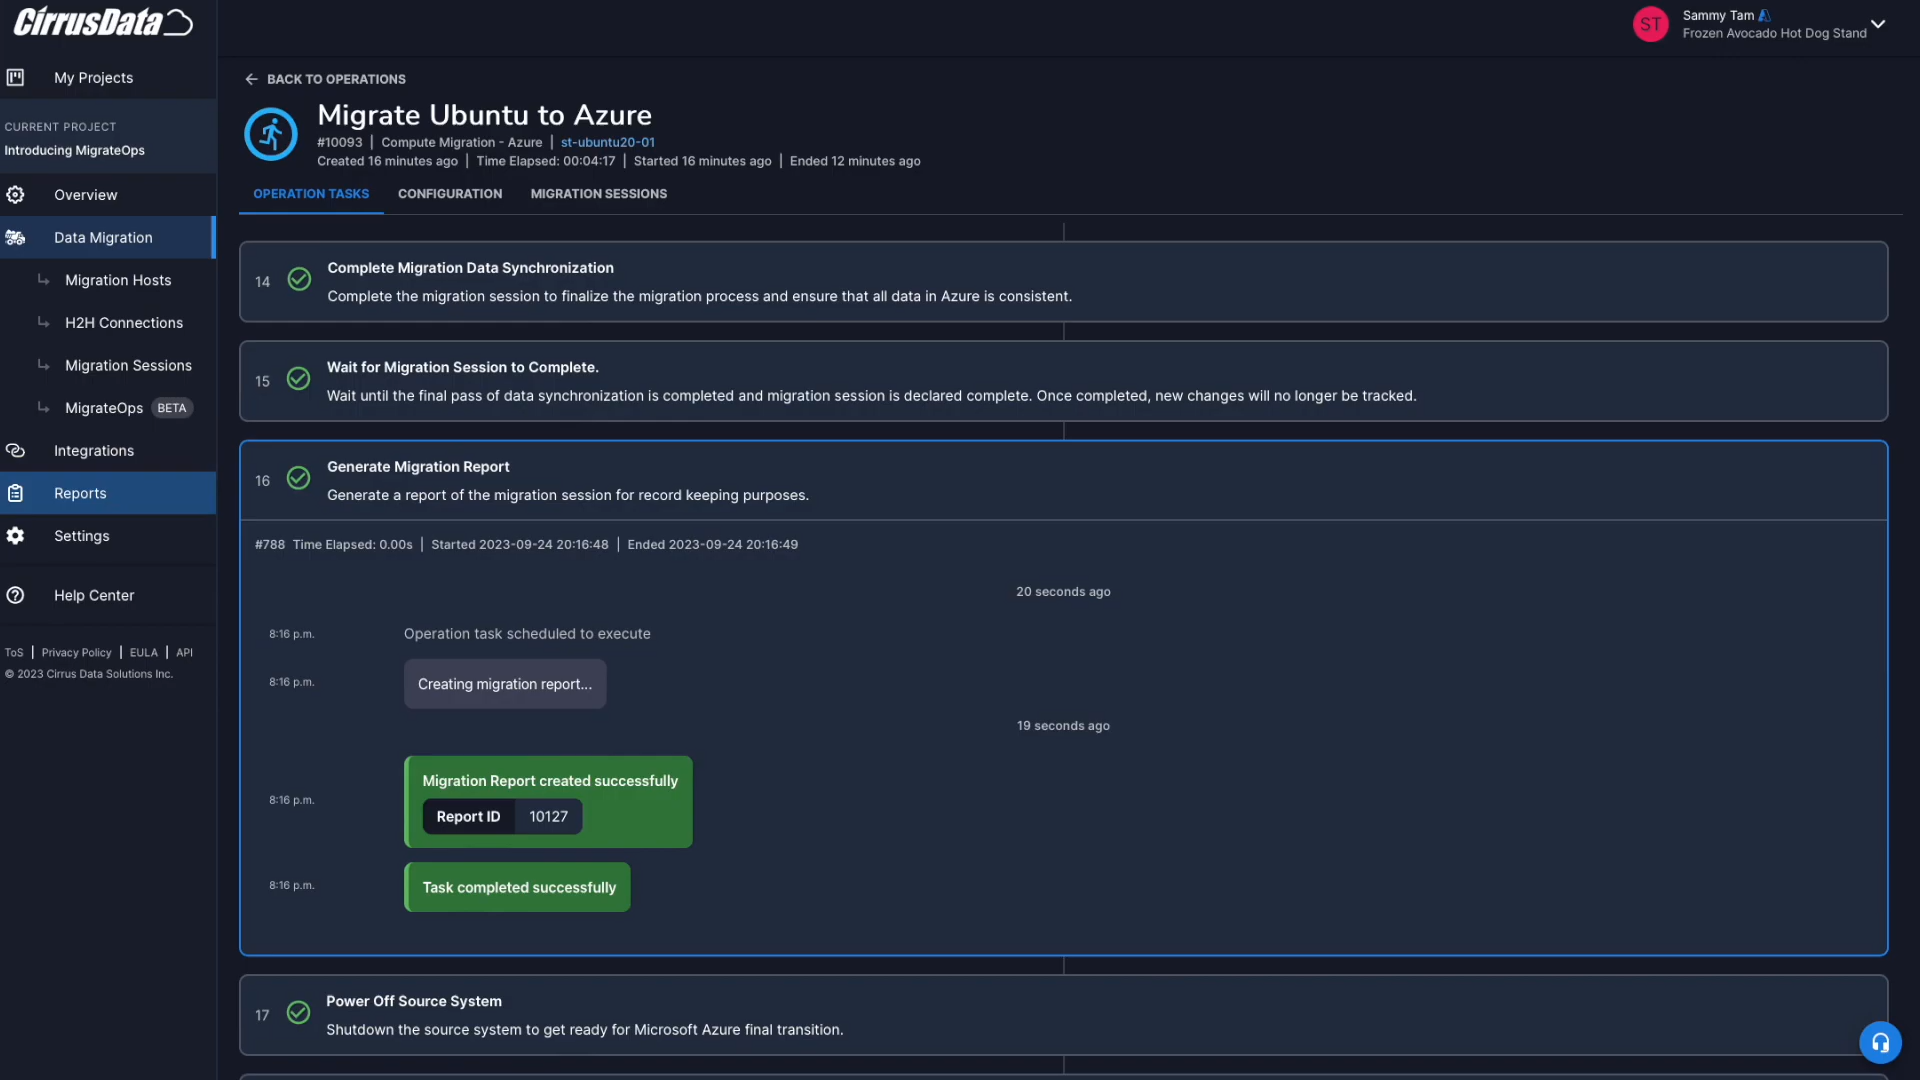 CirrusData
ST
Sammy Tam
Frozen Avocado Hot Dog Stand
My Projects
CURRENT PROJECT
Introducing MigrateOps
Overview
Data Migration
Migration Hosts
H2H Connections
Migration Sessions
MigrateOps BETA
Integrations
Reports
Settings
Help Center
ToS | Privacy Policy | EULA | API
© 2023 Cirrus Data Solutions Inc.
BACK TO OPERATIONS
Migrate Ubuntu to Azure
#10093 | Compute Migration - Azure | st-ubuntu20-01
Created 16 minutes ago | Time Elapsed: 00:04:17 | Started 16 minutes ago | Ended 12 minutes ago
OPERATION TASKS CONFIGURATION MIGRATION SESSIONS
14
Complete Migration Data Synchronization
Complete the migration session to finalize the migration process and ensure that all data in Azure is consistent.
15
Wait for Migration Session to Complete.
Wait until the final pass of data synchronization is completed and migration session is declared complete. Once completed, new changes will no longer be tracked.
16
Generate Migration Report
Generate a report of the migration session for record keeping purposes.
#788 Time Elapsed: 0.00s | Started 2023-09-24 20:16:48 | Ended 2023-09-24 20:16:49
20 seconds ago
8:16 p.m. Operation task scheduled to execute
8:16 p.m. Creating migration report...
19 seconds ago
Migration Report created successfully
8:16 p.m.
Report ID 10127
8:16 p.m. Task completed successfully
17
Power Off Source System
Shutdown the source system to get ready for Microsoft Azure final transition.